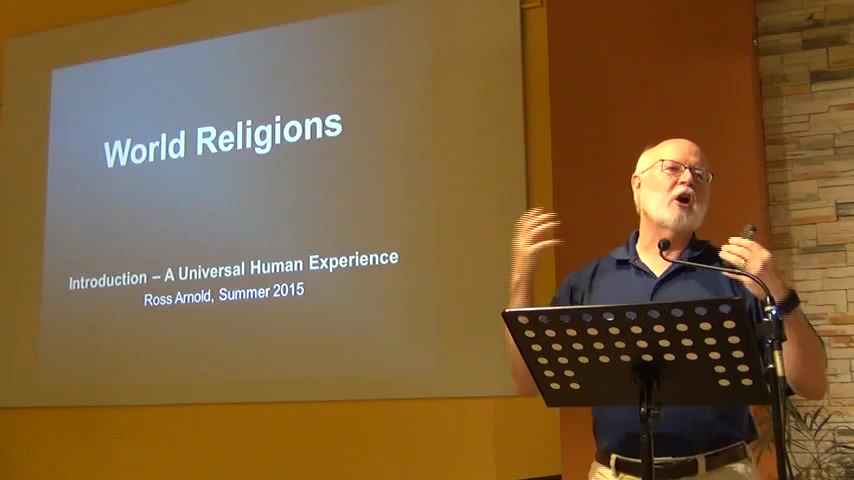 World Religions
Introduction – A Universal Human Experience
Ross Arnold, Summer 2015